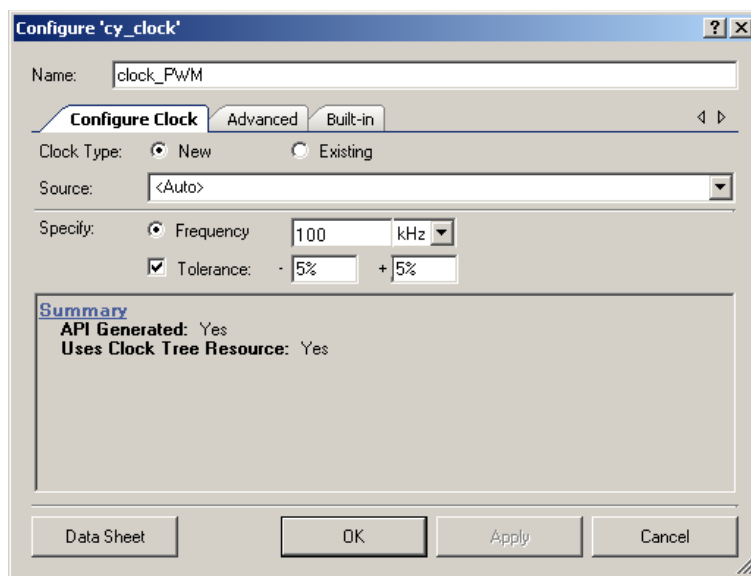 Configure 'cy_clock'
Name: clock_PWM
Configure Clock Advanced Built-in
Clock Type: New Existing
Source: <Auto>
Specify: Frequency 100 kHz
Tolerance: - 5% + 5%
Summary
API Generated: Yes
Uses Clock Tree Resource: Yes
Data Sheet OK Apply Cancel